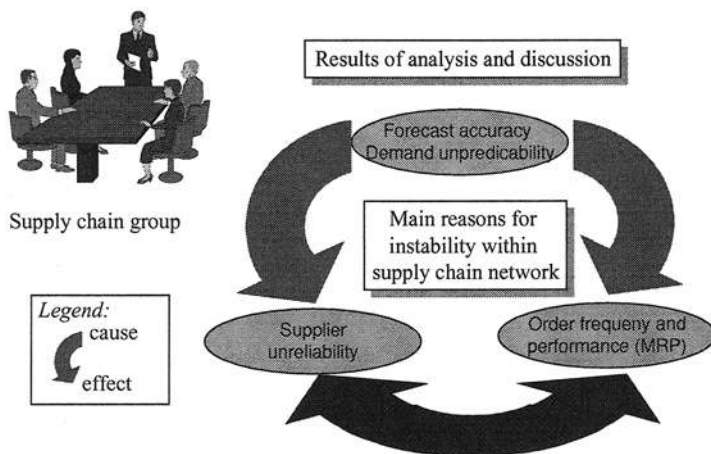 Results of analysis and discussion
Forecast accuracy
Demand unpredicability
Supply chain group
Main reasons for
instability within
supply chain network
Legend:
cause
effect
Supplier
unreliability
Order frequeny and
performance (MRP)